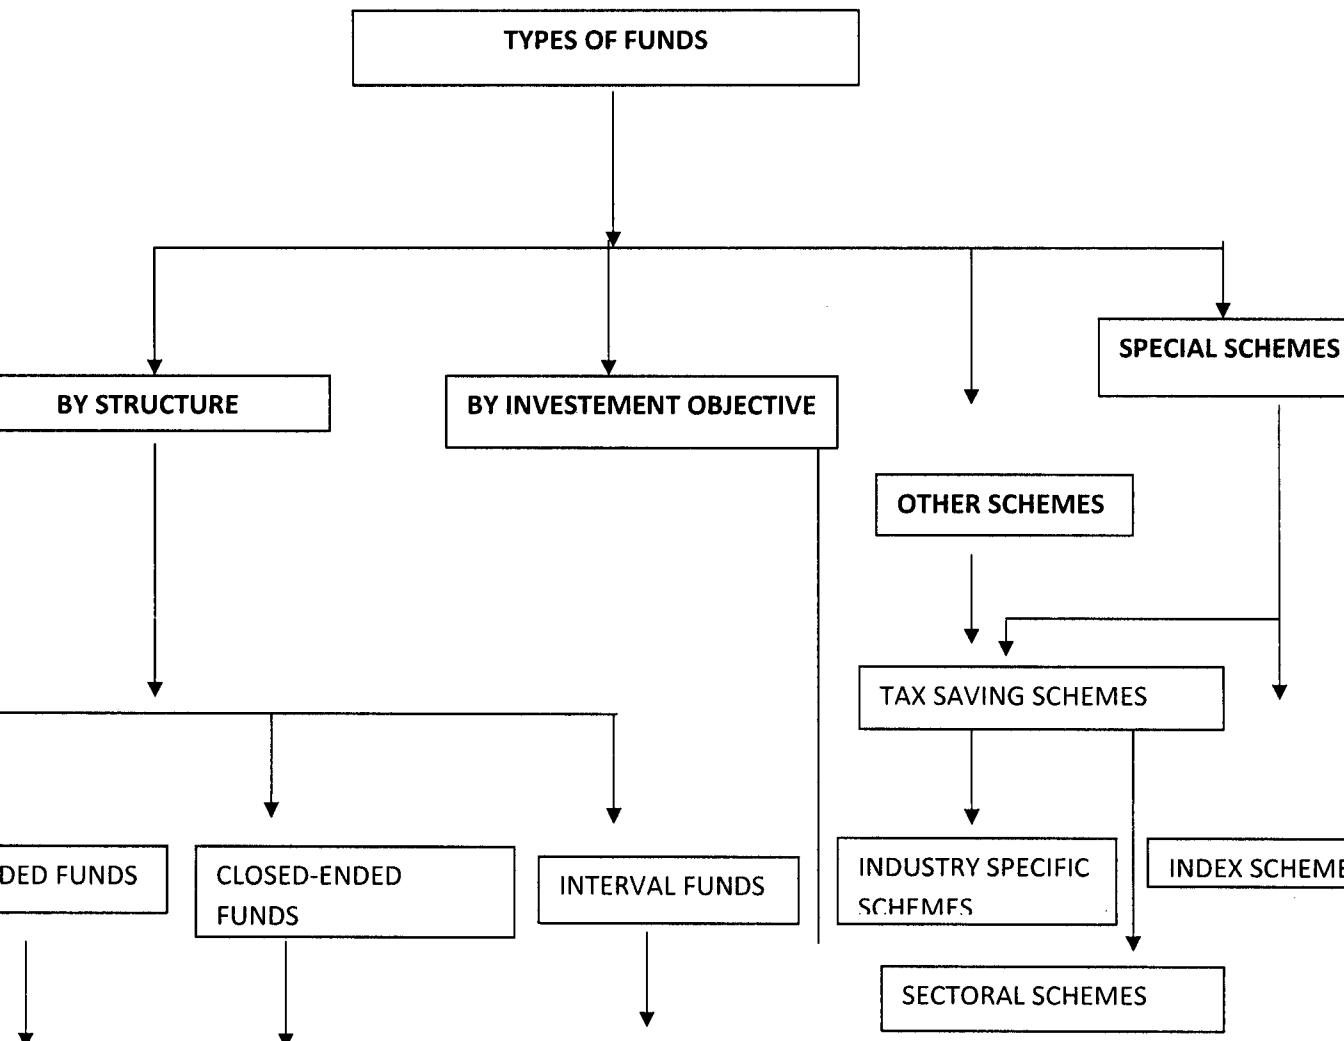 TYPES OF FUNDS
SPECIAL SCHEMES
BY STRUCTURE
BY INVESTEMENT OBJECTIVE
OTHER SCHEMES
TAX SAVING SCHEMES
DED FUNDS
CLOSED-ENDED
FUNDS
INTERVAL FUNDS
INDUSTRY SPECIFIC
SCHEMES
INDEX SCHEME
SECTORAL SCHEMES